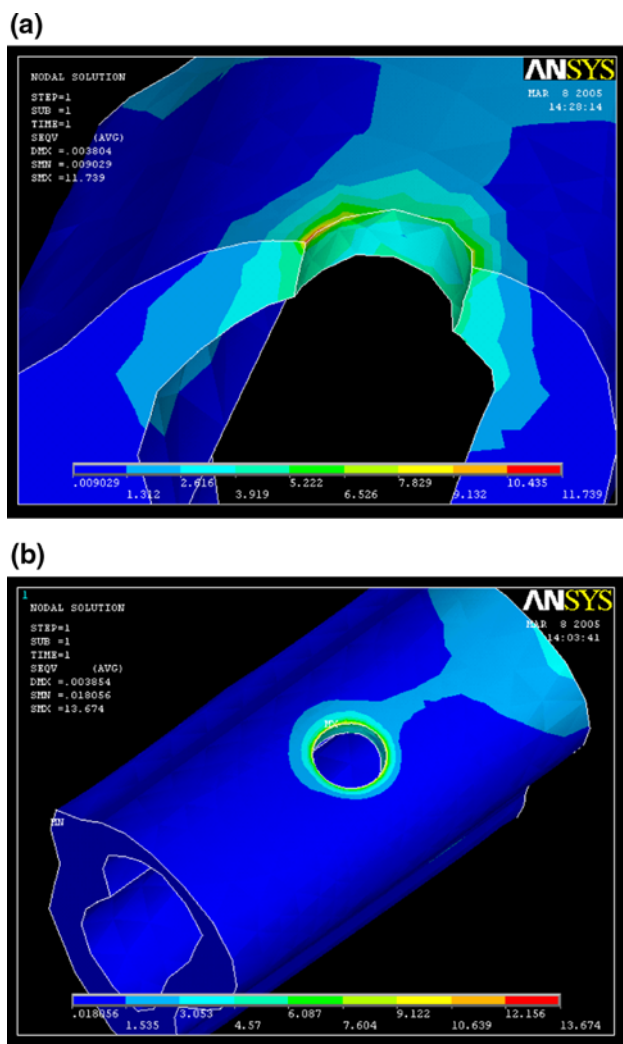 (a)
NODAL SOLUTION
ANSYS
STEP=1
SUB =1
TIME=1
SEQV (AVG)
DMX =.003804
SMN =.009029
SMX =11.739
MAR 8 2005
14:28:14
.009029 2.616 5.222 7.829 10.435
1.312 3.919 6.526 9.132 11.739
(b)
1
NODAL SOLUTION
ANSYS
STEP=1
SUB =1
TIME=1
SEQV (AVG)
DMX =.003854
SMN =.018056
SMX =13.674
MAR 8 2005
14:03:41
MX
MN
.018056 3.053 6.087 9.122 12.156
1.535 4.57 7.604 10.639 13.674